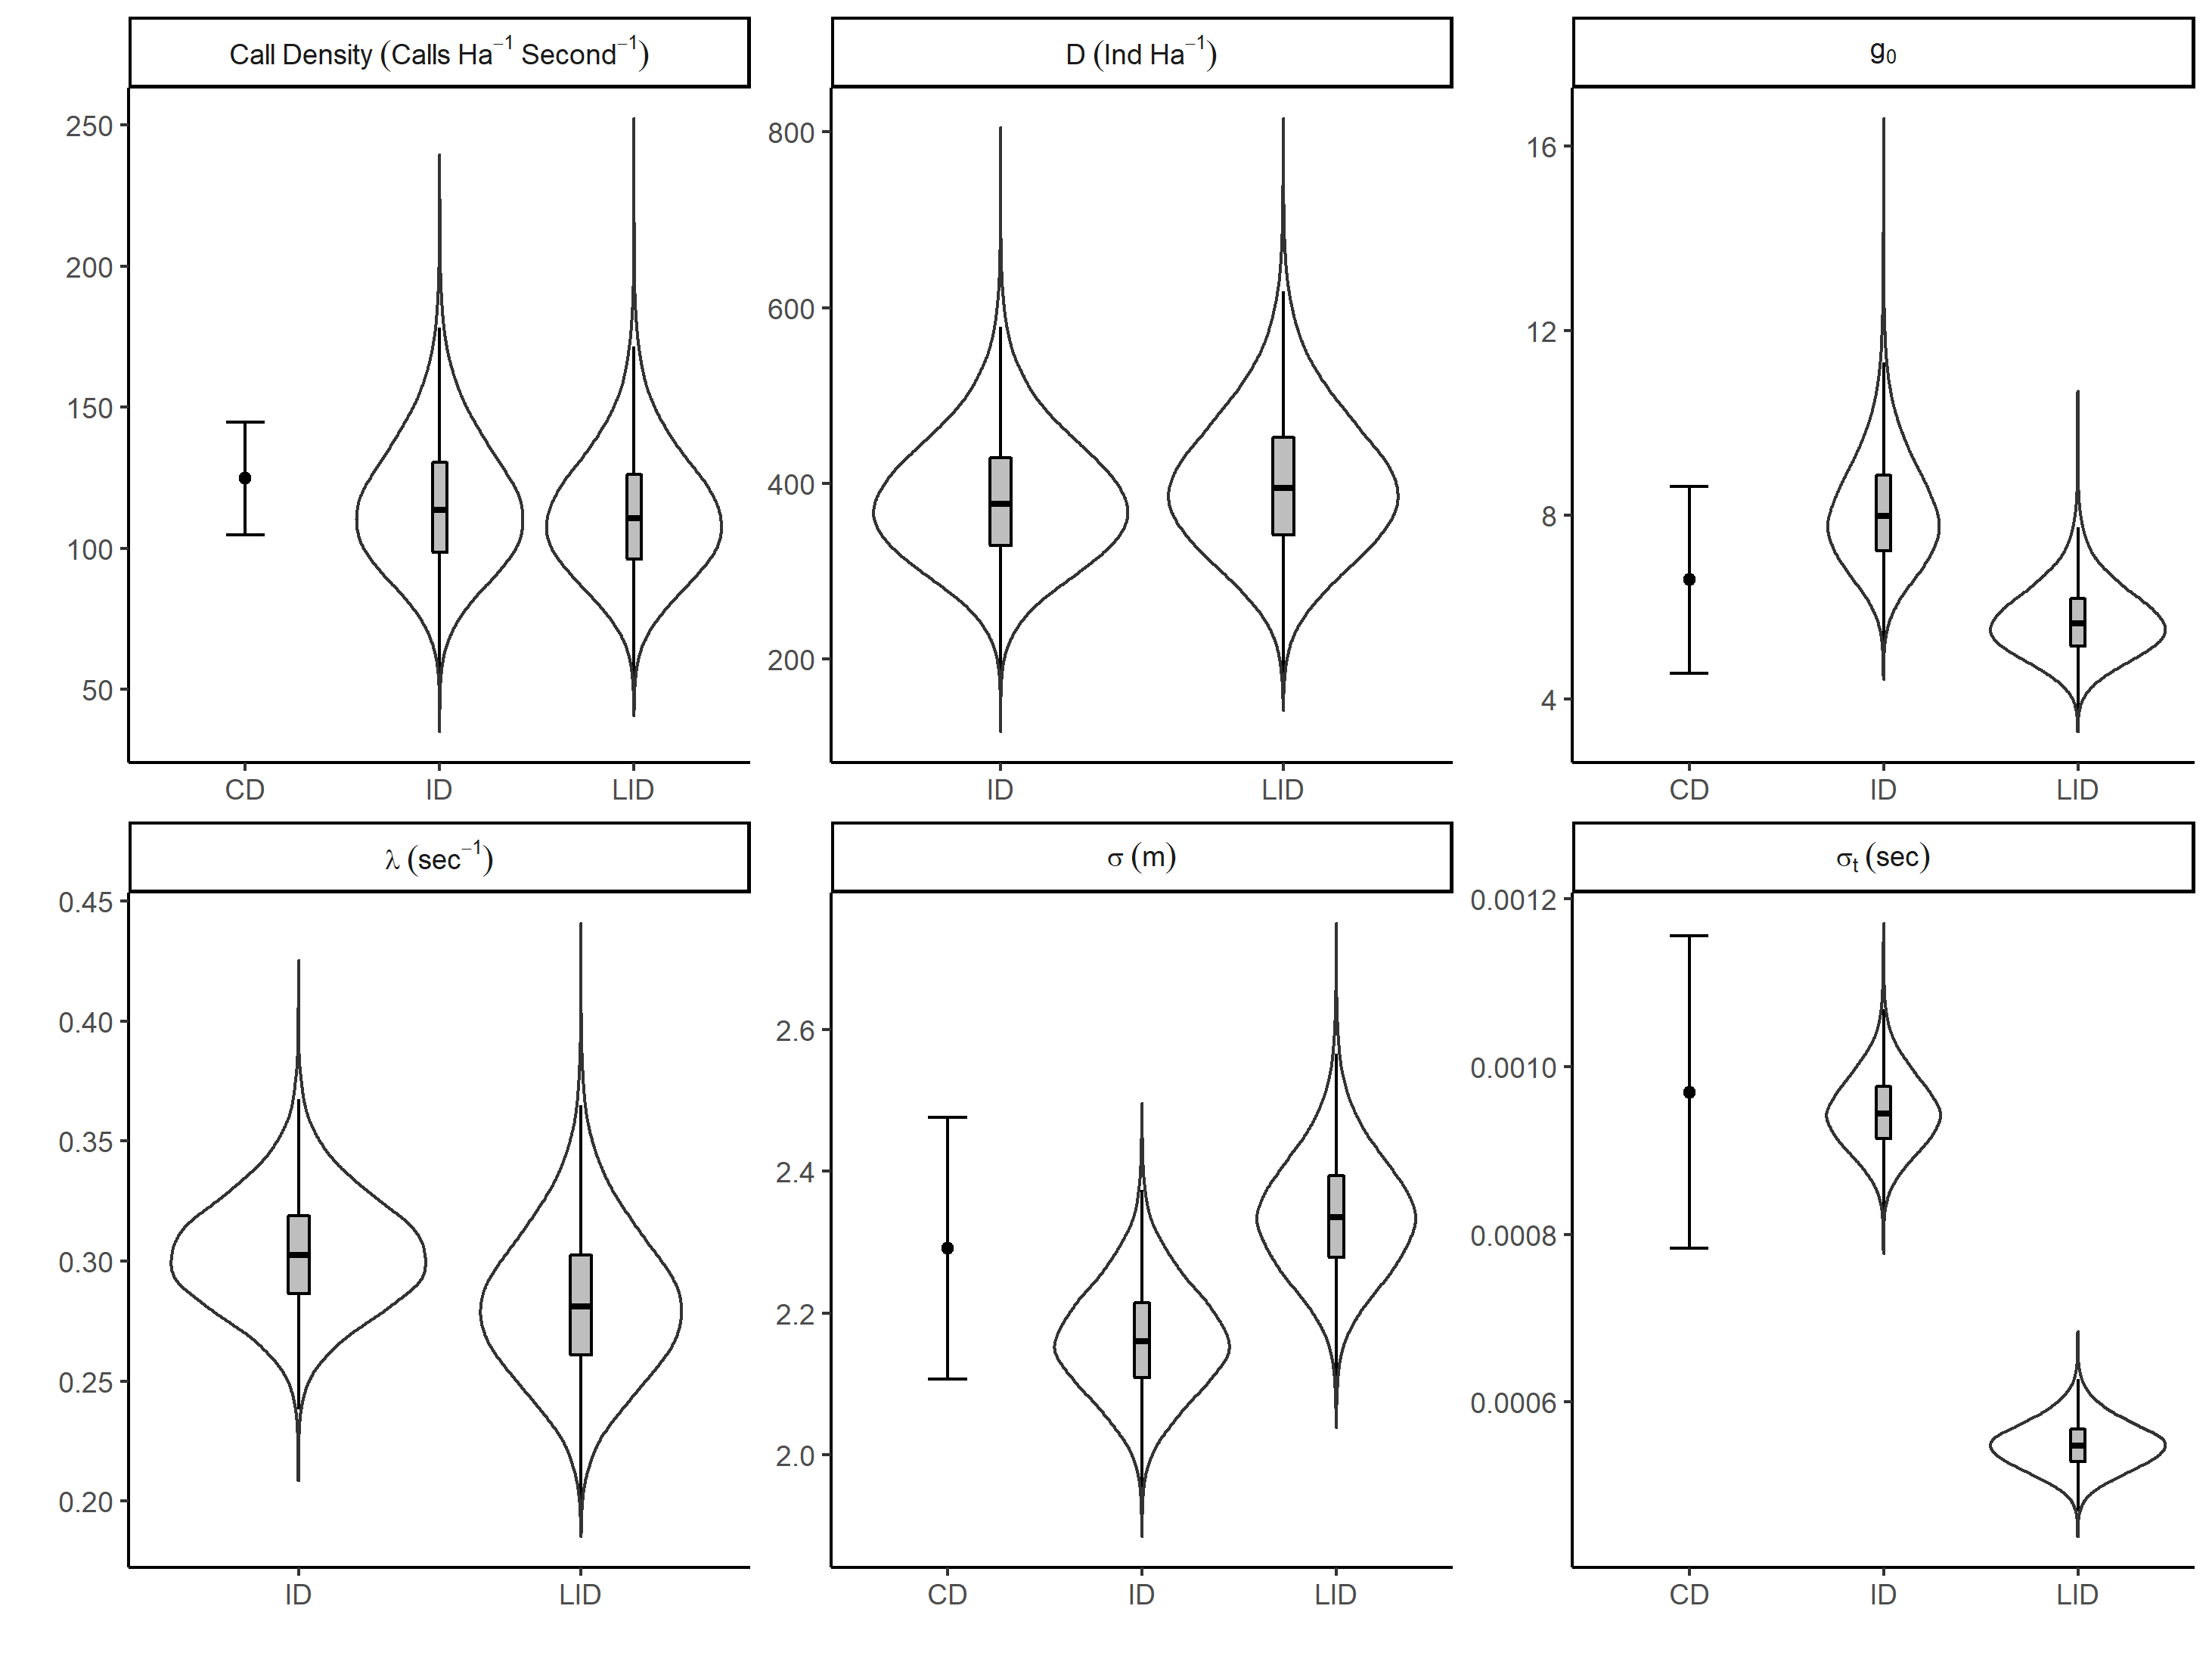 Call Density (Calls Ha⁻¹ Second⁻¹)
250
200
150
100
50
CD ID LID
D (Ind Ha⁻¹)
800
600
400
200
ID LID
g₀
16
12
8
4
CD ID LID
λ (sec⁻¹)
0.45
0.40
0.35
0.30
0.25
0.20
ID LID
σ (m)
2.6
2.4
2.2
2.0
CD ID LID
σₜ (sec)
0.0012
0.0010
0.0008
0.0006
CD ID LID